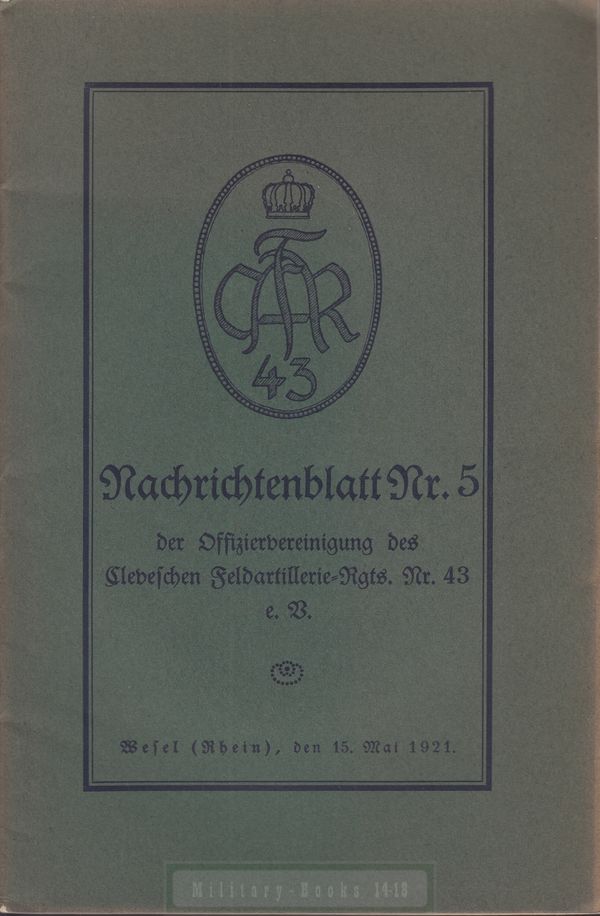 CFAR
43
Nachrichtenblatt Nr. 5
der Offiziervereinigung des
Cleveschen Feldartillerie=Rgts. Nr. 43
e. V.
Wesel (Rhein), den 15. Mai 1921.
Military-Books 14-18